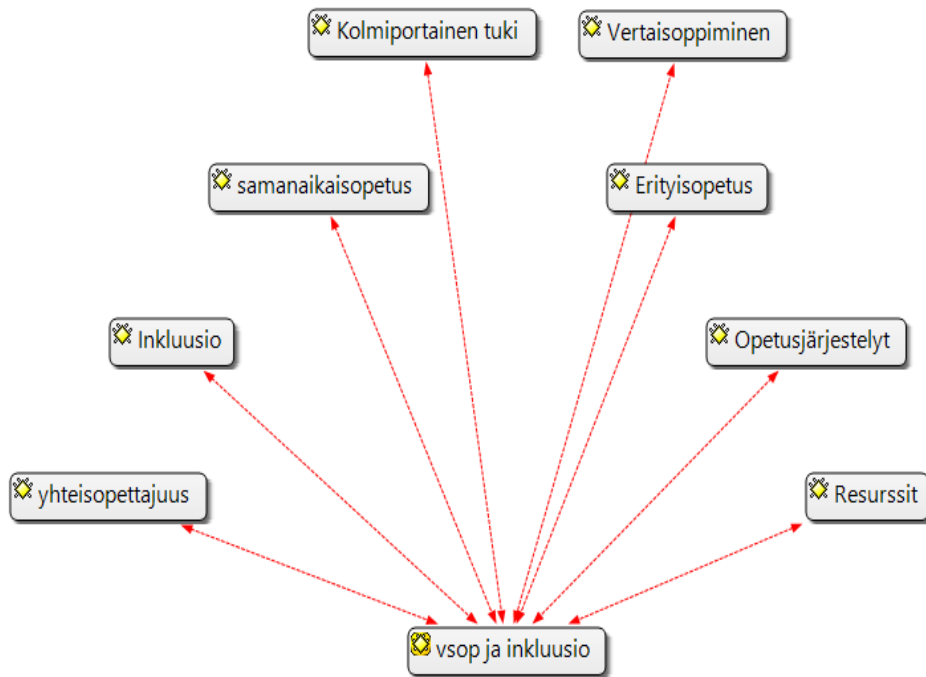 Kolmiportainen tuki
Vertaisoppiminen
samanaikaisopetus
Erityisopetus
Inkluusio
Opetusjärjestelyt
yhteisopettajuus
Resurssit
vsop ja inkluusio